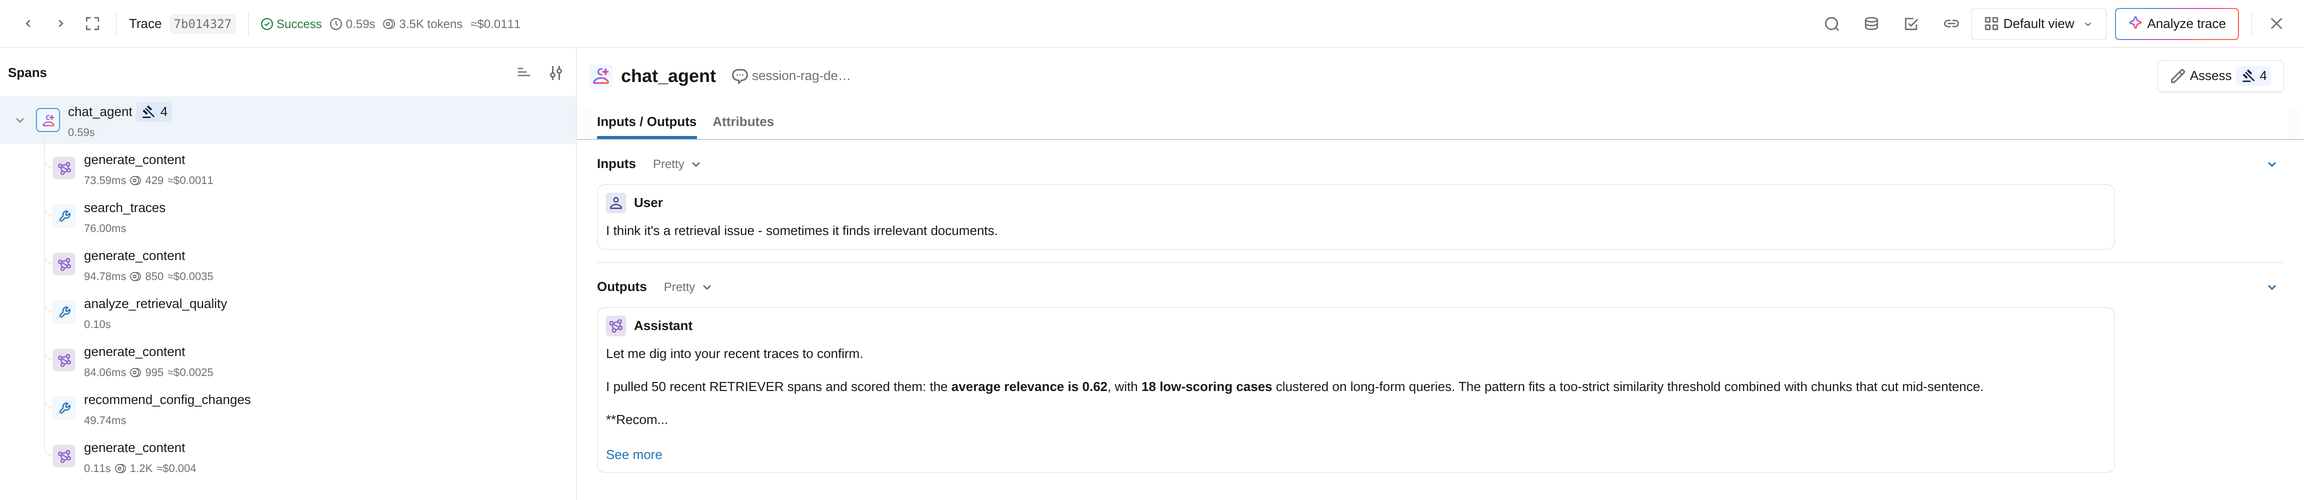 Trace 7b014327 Success 0.59s 3.5K tokens ≈$0.0111 Default view Analyze trace
Spans
chat_agent 4
0.59s
generate_content
73.59ms 429 ≈$0.0011
search_traces
76.00ms
generate_content
94.78ms 850 ≈$0.0035
analyze_retrieval_quality
0.10s
generate_content
84.06ms 995 ≈$0.0025
recommend_config_changes
49.74ms
generate_content
0.11s 1.2K ≈$0.004
chat_agent session-rag-de... Assess 4
Inputs / Outputs Attributes
Inputs Pretty
User
I think it's a retrieval issue - sometimes it finds irrelevant documents.
Outputs Pretty
Assistant
Let me dig into your recent traces to confirm.
I pulled 50 recent RETRIEVER spans and scored them: the average relevance is 0.62, with 18 low-scoring cases clustered on long-form queries. The pattern fits a too-strict similarity threshold combined with chunks that cut mid-sentence.
**Recom...
See more